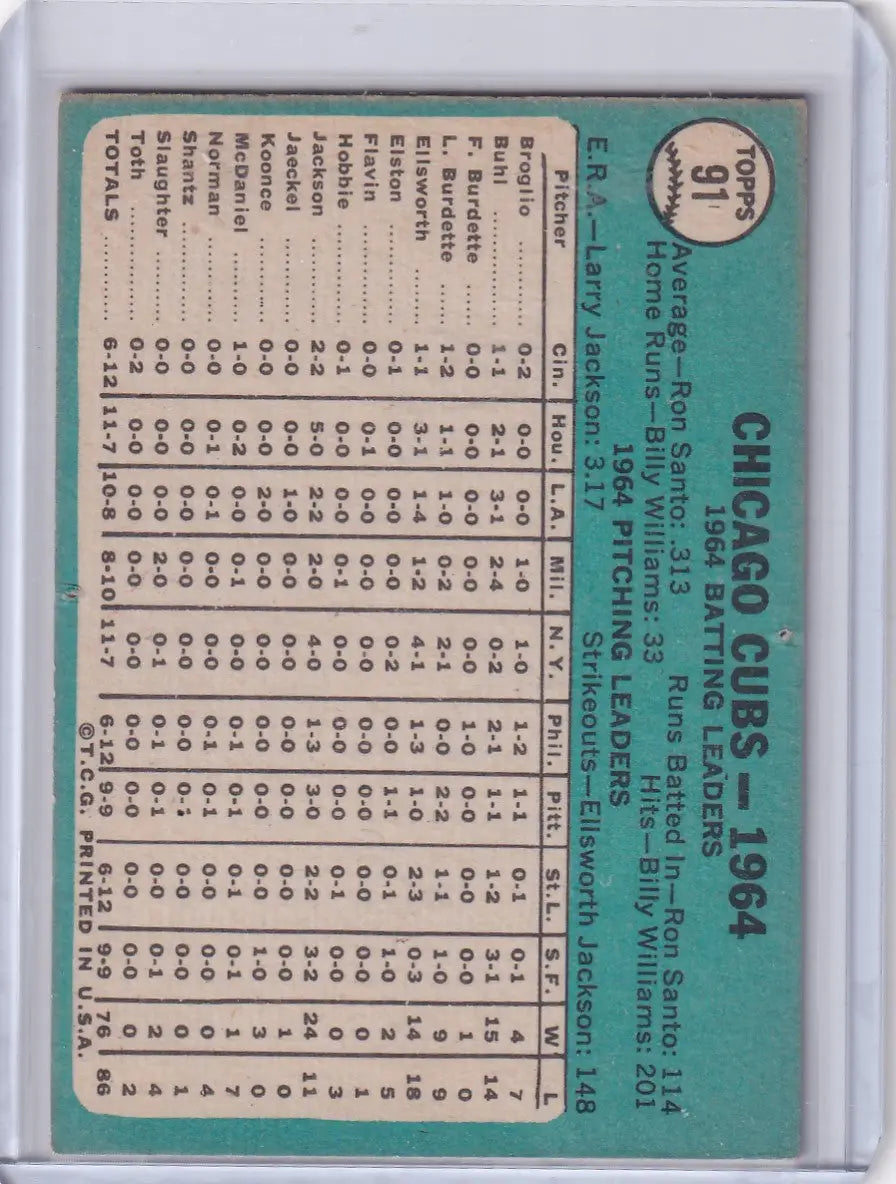 TOPPS
91
CHICAGO CUBS — 1964
1964 BATTING LEADERS
Average—Ron Santo: .313 Runs Batted In—Ron Santo: 114
Home Runs—Billy Williams: 33 Hits—Billy Williams: 201
1964 PITCHING LEADERS
E.R.A.—Larry Jackson: 3.17 Strikeouts—Ellsworth Jackson: 148
Pitcher Cin. Hou. L.A. Mil. N.Y. Phil. Pitt. St.L. S.F. W L
Broglio ............ 0-2 0-0 0-0 1-0 1-0 1-2 1-1 0-1 0-1 4 7
Buhl ............ 1-1 2-1 3-1 2-4 0-2 2-1 1-1 1-2 3-1 15 14
F. Burdette ...... 0-0 0-0 0-0 0-0 0-0 1-0 0-0 0-0 0-0 1 0
L. Burdette ...... 1-2 1-1 1-0 0-2 2-1 0-0 2-2 1-1 1-0 9 9
Ellsworth ........ 1-1 3-1 1-4 1-2 4-1 1-3 1-0 2-3 0-3 14 18
Elston ............ 0-1 0-0 0-0 0-0 0-2 0-0 1-1 0-1 1-0 2 5
Flavin ............ 0-0 0-1 0-0 0-0 0-0 0-0 0-0 0-0 0-0 0 1
Hobbie ............ 0-1 0-0 0-0 0-1 0-0 0-0 0-0 0-1 0-0 0 3
Jackson ............ 2-2 5-0 2-2 2-0 4-0 1-3 3-0 2-2 3-2 24 11
Jaeckel ............ 0-0 0-0 1-0 0-0 0-0 0-0 0-0 0-0 0-0 1 0
Koonce ............ 0-0 0-0 2-0 0-0 0-0 0-0 0-0 0-0 1-0 3 0
McDaniel .......... 1-0 0-2 0-0 0-1 0-0 0-1 0-1 0-1 0-1 1 7
Norman ............ 0-0 0-1 0-1 0-0 0-0 0-1 0-1 0-0 0-0 0 4
Shantz ............ 0-0 0-0 0-0 0-0 0-0 0-0 0-1 0-0 0-0 0 1
Slaughter .......... 0-0 0-0 0-0 2-0 0-1 0-1 0-1 0-0 0-1 2 4
Toth ................ 0-2 0-0 0-0 0-0 0-0 0-0 0-0 0-0 0-0 0 2
TOTALS ............ 6-12 11-7 10-8 8-10 11-7 6-12 9-9 6-12 9-9 76 86
©T.C.G. PRINTED IN U.S.A.